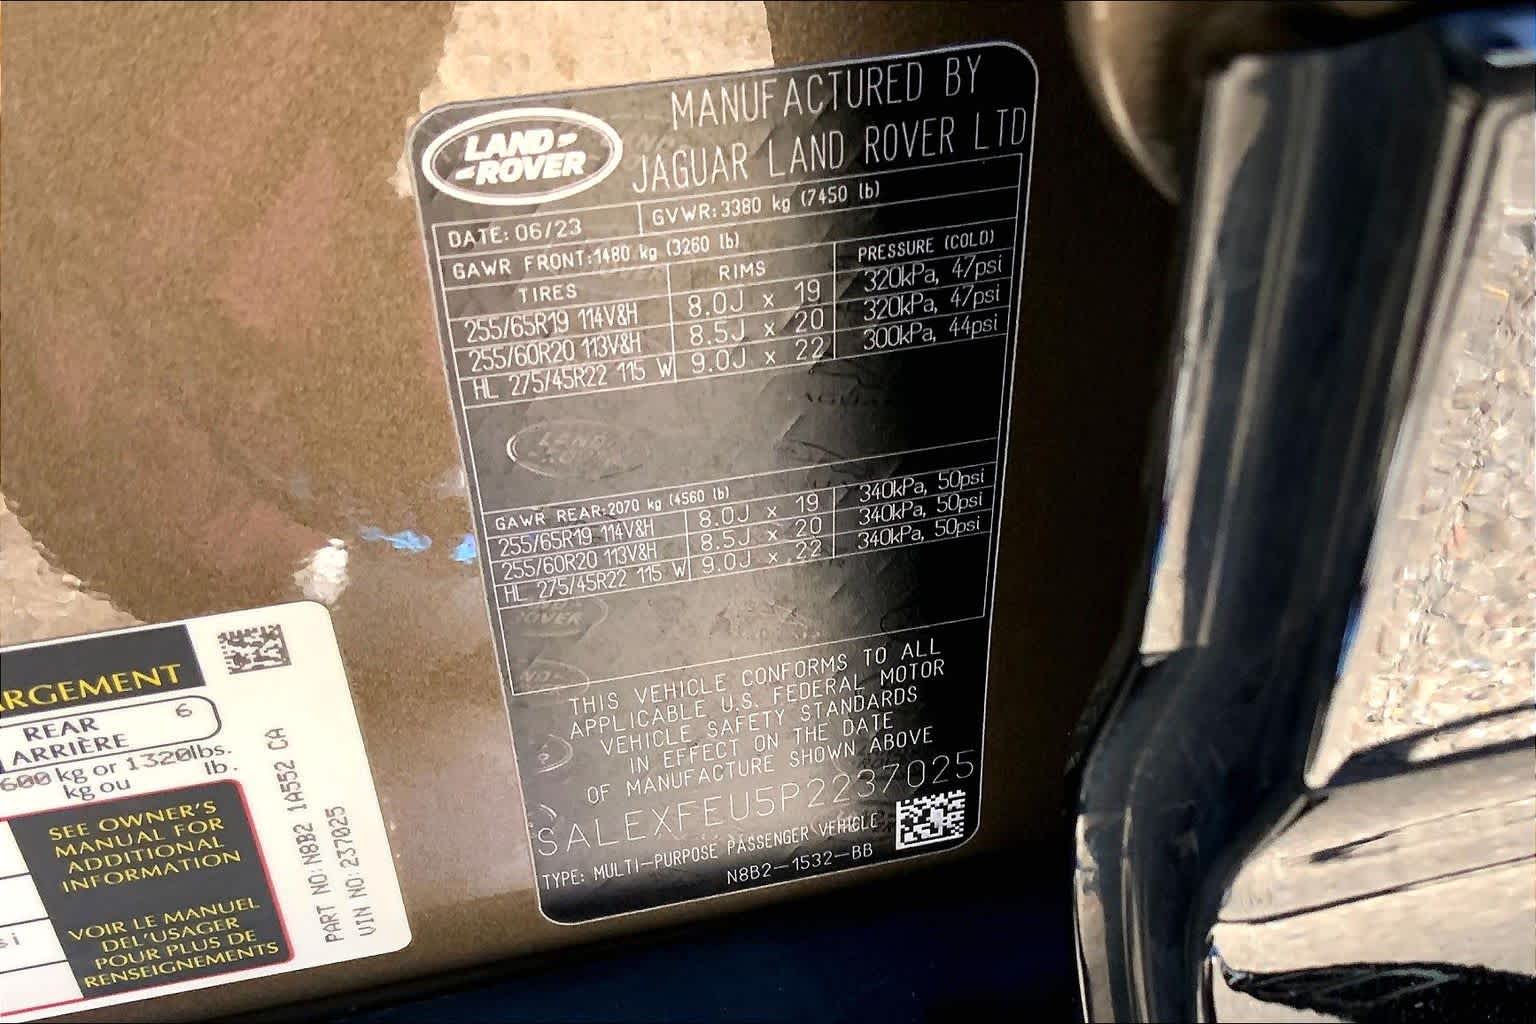 LAND-
-ROVER
MANUFACTURED BY
JAGUAR LAND ROVER LTD
DATE: 06/23
GVWR: 3380 kg (7450 lb)
GAWR FRONT: 1480 kg (3260 lb)
TIRES RIMS PRESSURE (COLD)
255/65R19 114V&H 8.0J x 19 320kPa, 47psi
255/60R20 113V&H 8.5J x 20 320kPa, 47psi
HL 275/45R22 115 W 9.0J x 22 300kPa, 44psi
GAWR REAR: 2070 kg (4560 lb)
255/65R19 114V&H 8.0J x 19 340kPa, 50psi
255/60R20 113V&H 8.5J x 20 340kPa, 50psi
HL 275/45R22 115 W 9.0J x 22 340kPa, 50psi
THIS VEHICLE CONFORMS TO ALL
APPLICABLE U.S. FEDERAL MOTOR
VEHICLE SAFETY STANDARDS
IN EFFECT ON THE DATE
OF MANUFACTURE SHOWN ABOVE
SALEXFEU5P2237025
TYPE: MULTI-PURPOSE PASSENGER VEHICLE
N8B2-1532-BB
RGEMENT
REAR 6
ARRIÈRE
600 kg or 1320lbs.
kg ou lb.
SEE OWNER'S
MANUAL FOR
ADDITIONAL
INFORMATION
VOIR LE MANUEL
DEL'USAGER
POUR PLUS DE
RENSEIGNEMENTS
PART NO: N8B2 1A552 CA
VIN NO: 237025